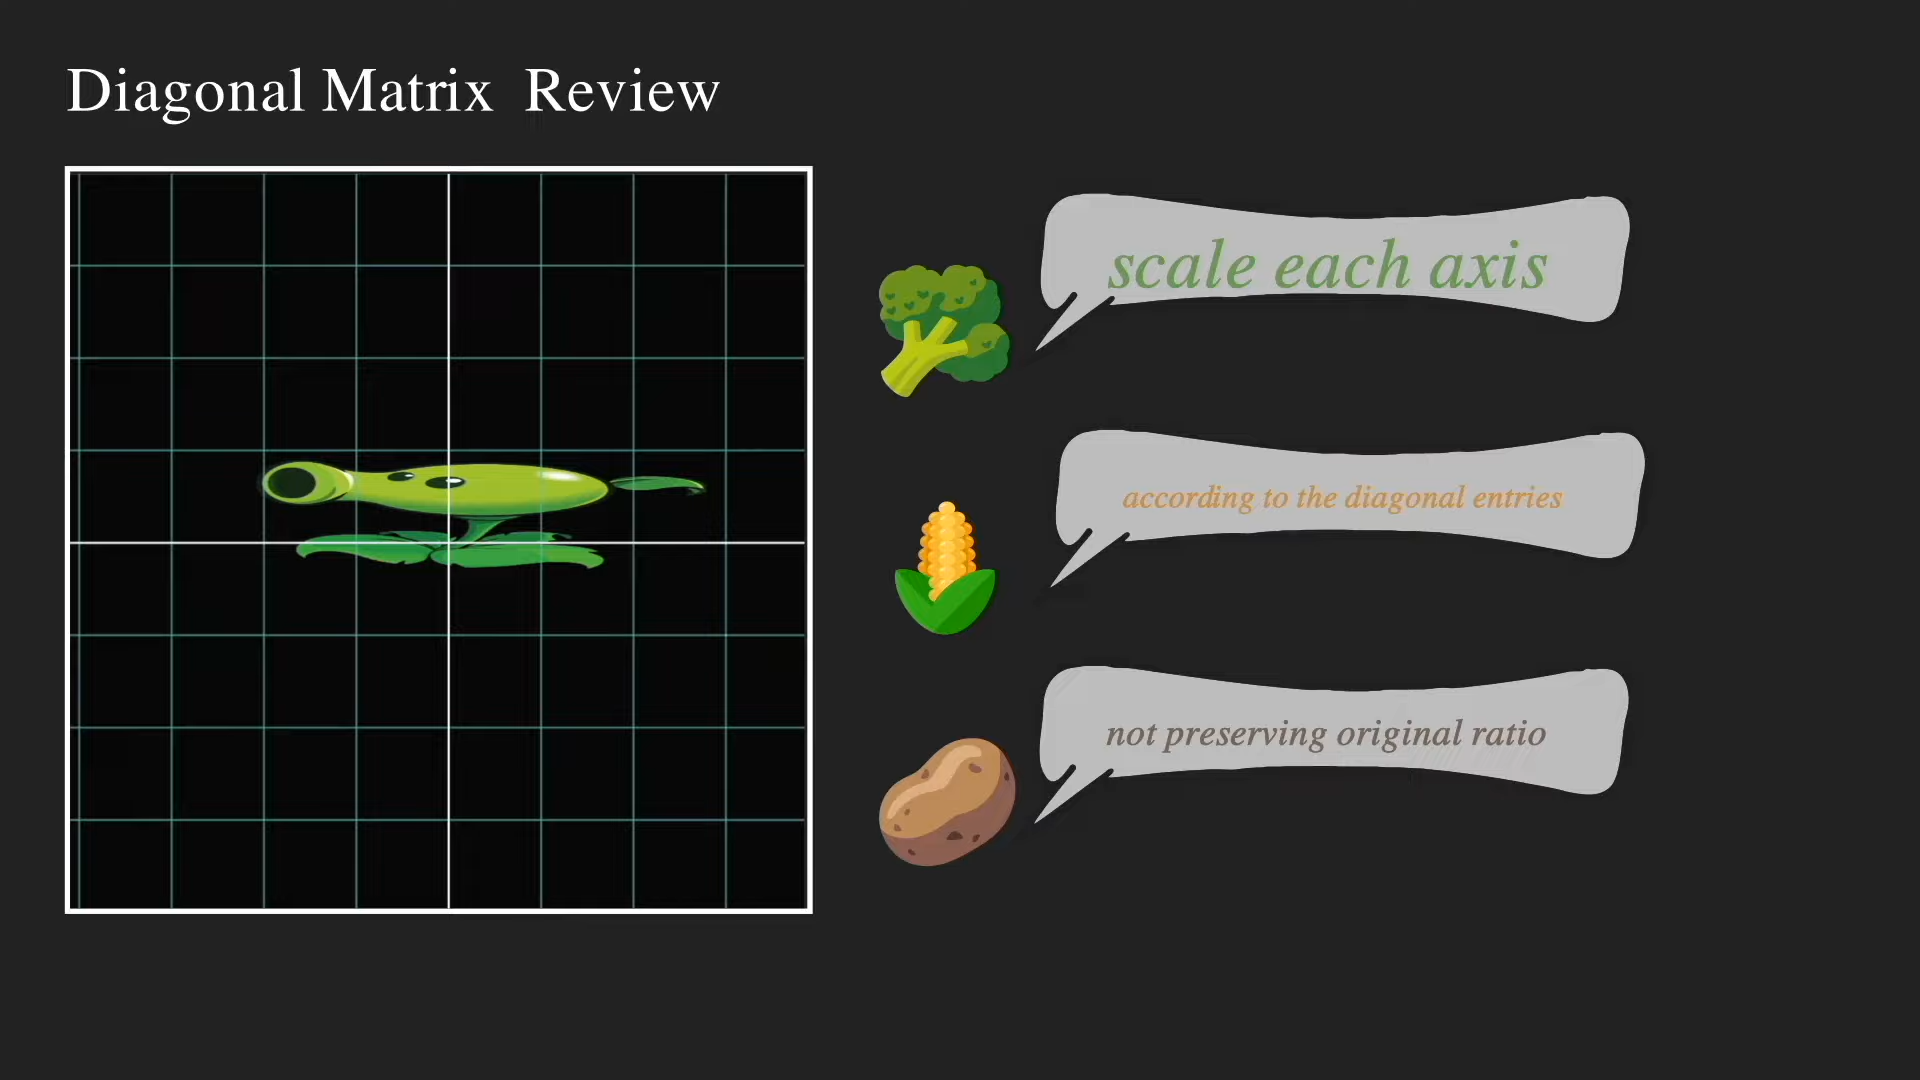 Diagonal Matrix Review
scale each axis
according to the diagonal entries
not preserving original ratio